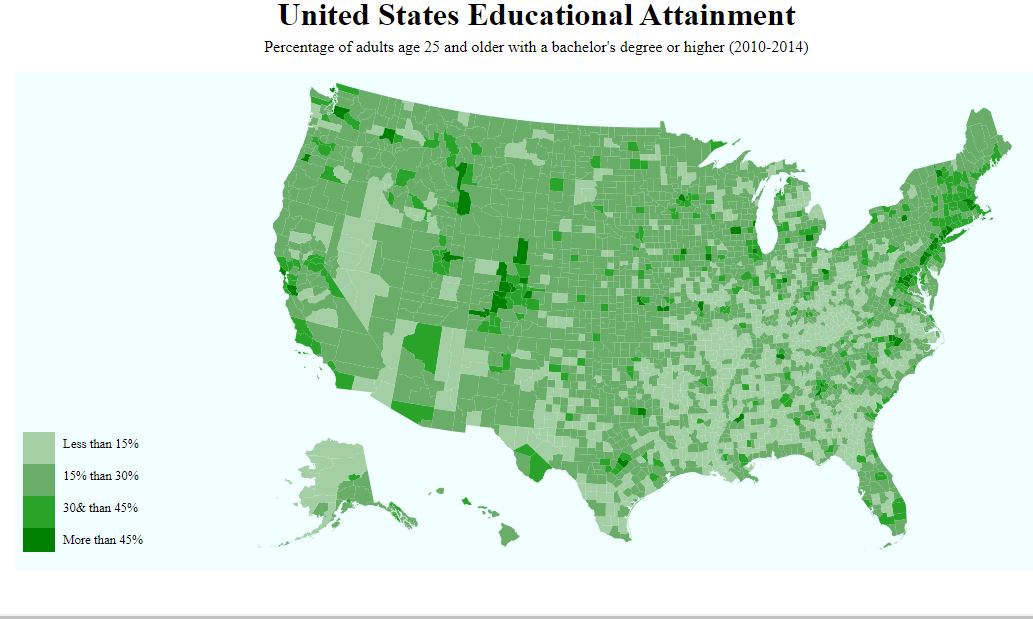 United States Educational Attainment
Percentage of adults age 25 and older with a bachelor's degree or higher (2010-2014)
Less than 15%
15% than 30%
30& than 45%
More than 45%